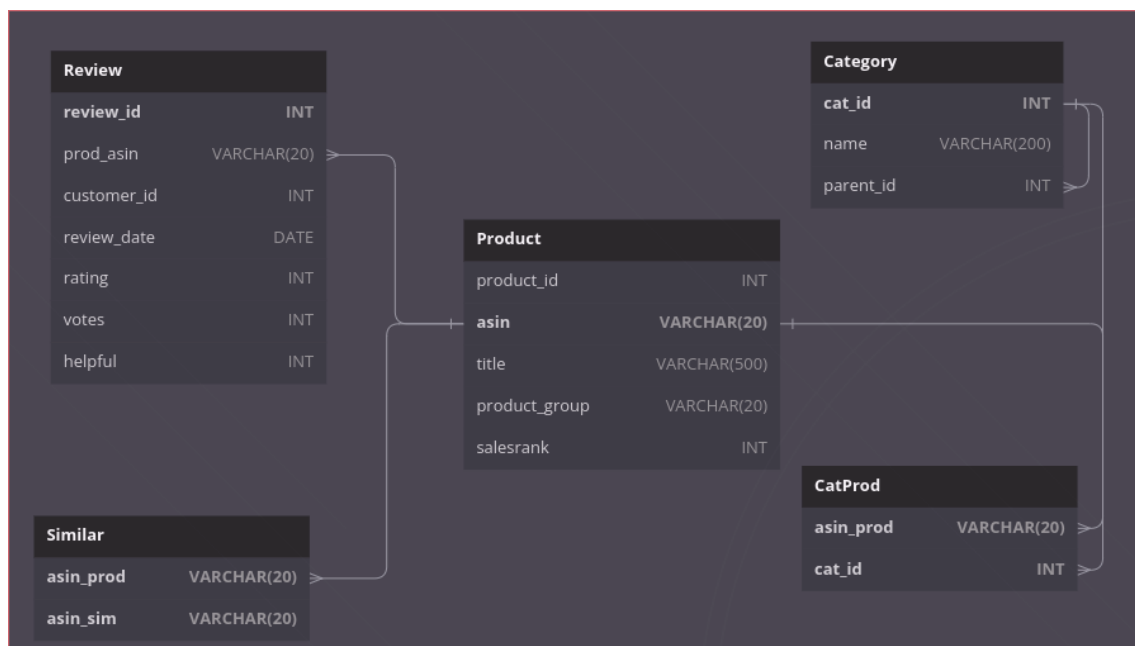 Review
review_id INT
prod_asin VARCHAR(20)
customer_id INT
review_date DATE
rating INT
votes INT
helpful INT
Category
cat_id INT
name VARCHAR(200)
parent_id INT
Product
product_id INT
asin VARCHAR(20)
title VARCHAR(500)
product_group VARCHAR(20)
salesrank INT
Similar
asin_prod VARCHAR(20)
asin_sim VARCHAR(20)
CatProd
asin_prod VARCHAR(20)
cat_id INT